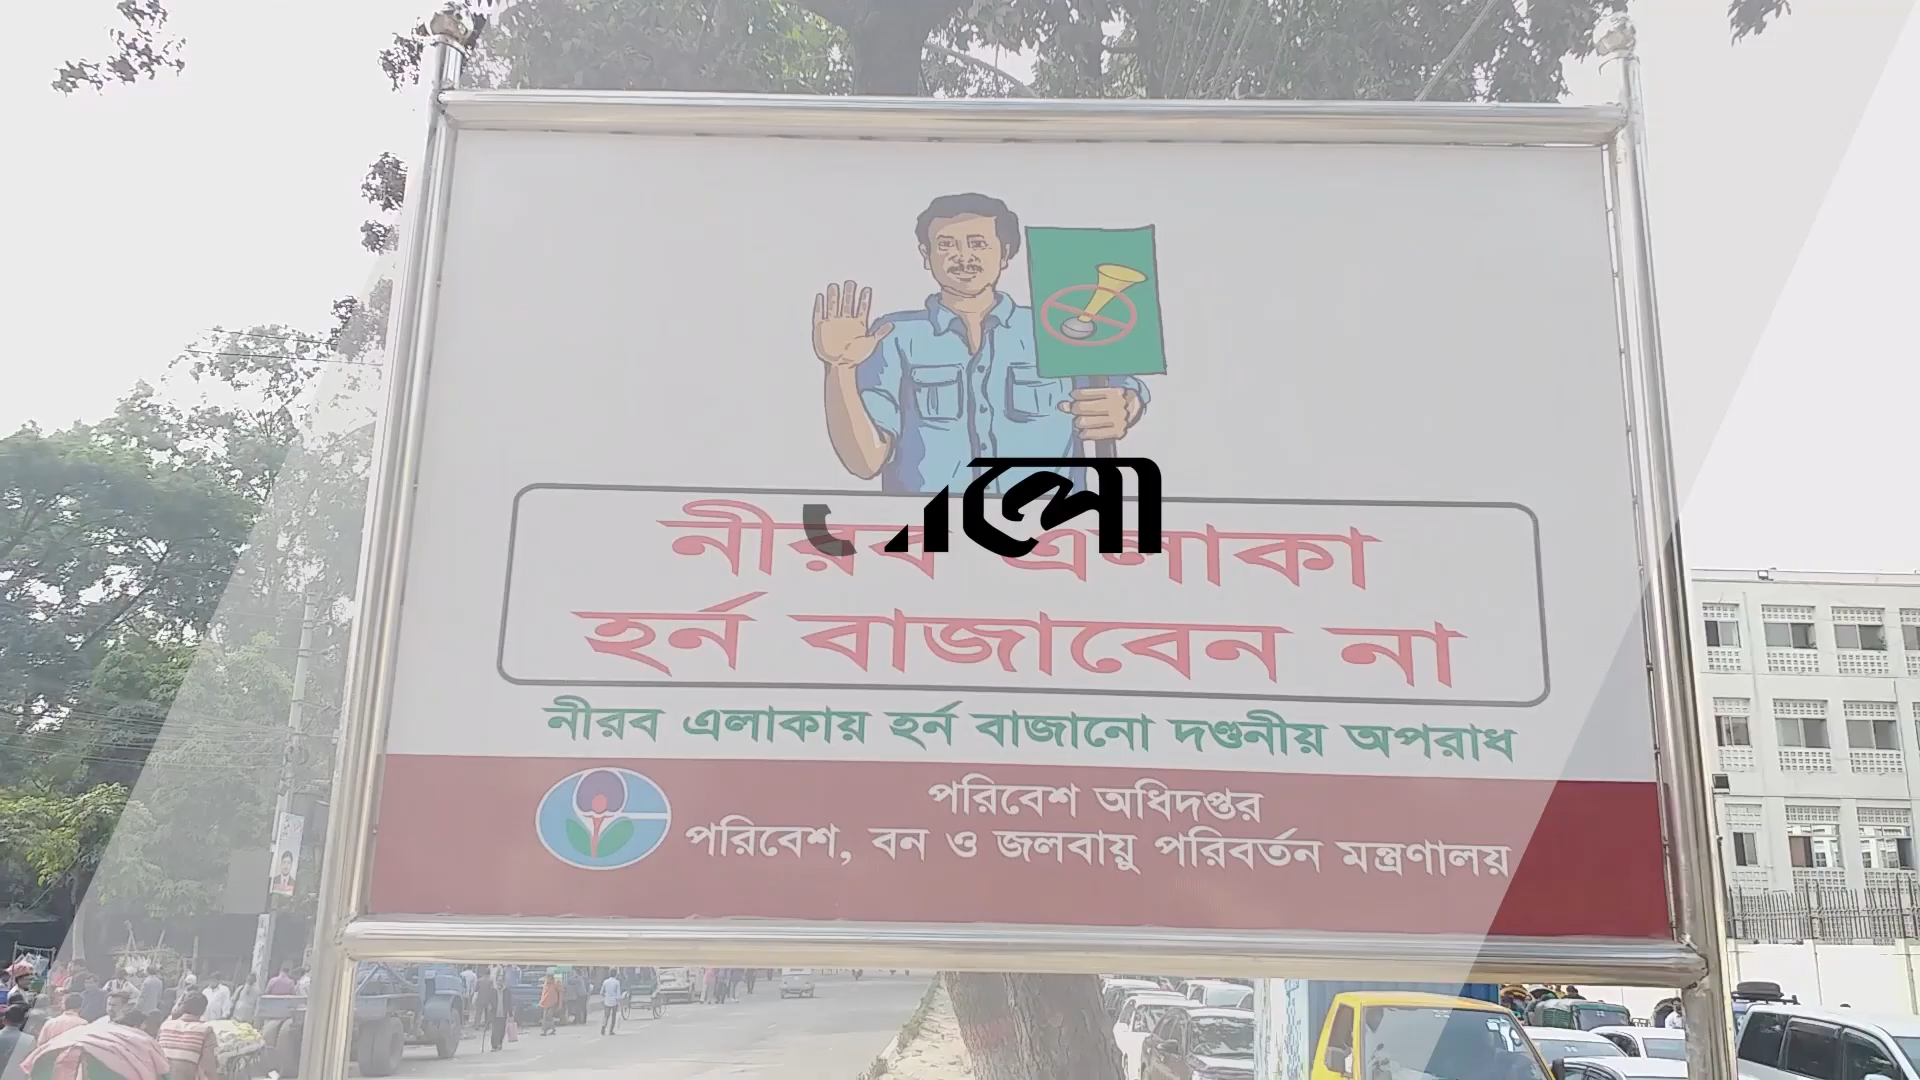 নীরব এলাকা
হর্ন বাজাবেন না
নীরব এলাকায় হর্ন বাজানো দণ্ডনীয় অপরাধ
পরিবেশ অধিদপ্তর
পরিবেশ, বন ও জলবায়ু পরিবর্তন মন্ত্রণালয়